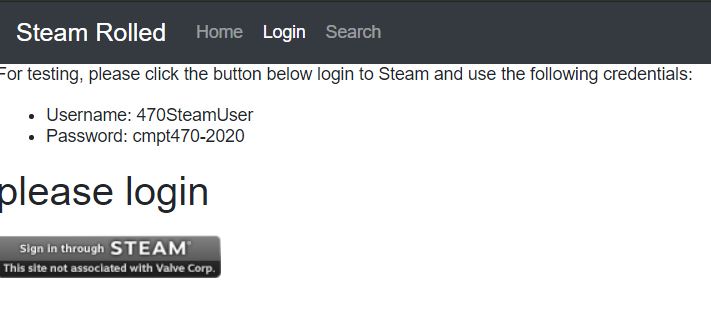 Steam Rolled Home Login Search
For testing, please click the button below login to Steam and use the following credentials:
• Username: 470SteamUser
• Password: cmpt470-2020
please login
Sign in through STEAM®
This site not associated with Valve Corp.